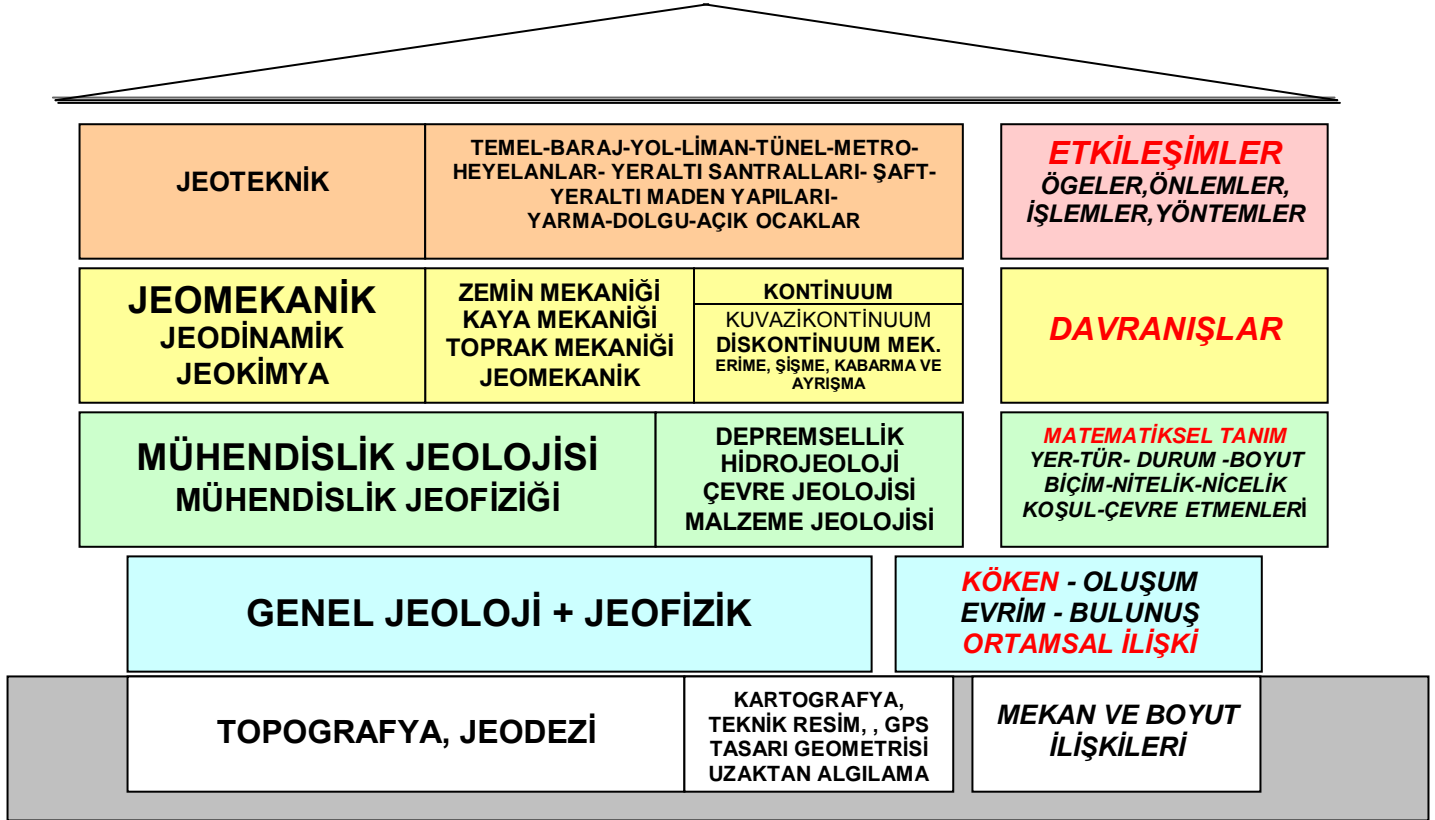 JEOTEKNİK
TEMEL-BARAJ-YOL-LİMAN-TÜNEL-METRO-
HEYELANLAR- YERALTI SANTRALLARI- ŞAFT-
YERALTI MADEN YAPILARI-
YARMA-DOLGU-AÇIK OCAKLAR
ETKİLEŞİMLER
ÖGELER,ÖNLEMLER,
İŞLEMLER,YÖNTEMLER
JEOMEKANİK
JEODİNAMİK
JEOKİMYA
ZEMİN MEKANİĞİ
KAYA MEKANİĞİ
TOPRAK MEKANİĞİ
JEOMEKANİK
KONTİNUUM
KUVAZİKONTİNUUM
DİSKONTİNUUM MEK.
ERİME, ŞİŞME, KABARMA VE
AYRIŞMA
DAVRANIŞLAR
MÜHENDİSLİK JEOLOJİSİ
MÜHENDİSLİK JEOFİZİĞİ
DEPREMSELLİK
HİDROJEOLOJİ
ÇEVRE JEOLOJİSİ
MALZEME JEOLOJİSİ
MATEMATİKSEL TANIM
YER-TÜR- DURUM -BOYUT
BİÇİM-NİTELİK-NİCELİK
KOŞUL-ÇEVRE ETMENLERİ
GENEL JEOLOJİ + JEOFİZİK
KÖKEN - OLUŞUM
EVRİM - BULUNUŞ
ORTAMSAL İLİŞKİ
TOPOGRAFYA, JEODEZİ
KARTOGRAFYA,
TEKNİK RESİM, , GPS
TASARI GEOMETRİSİ
UZAKTAN ALGILAMA
MEKAN VE BOYUT
İLİŞKİLERİ